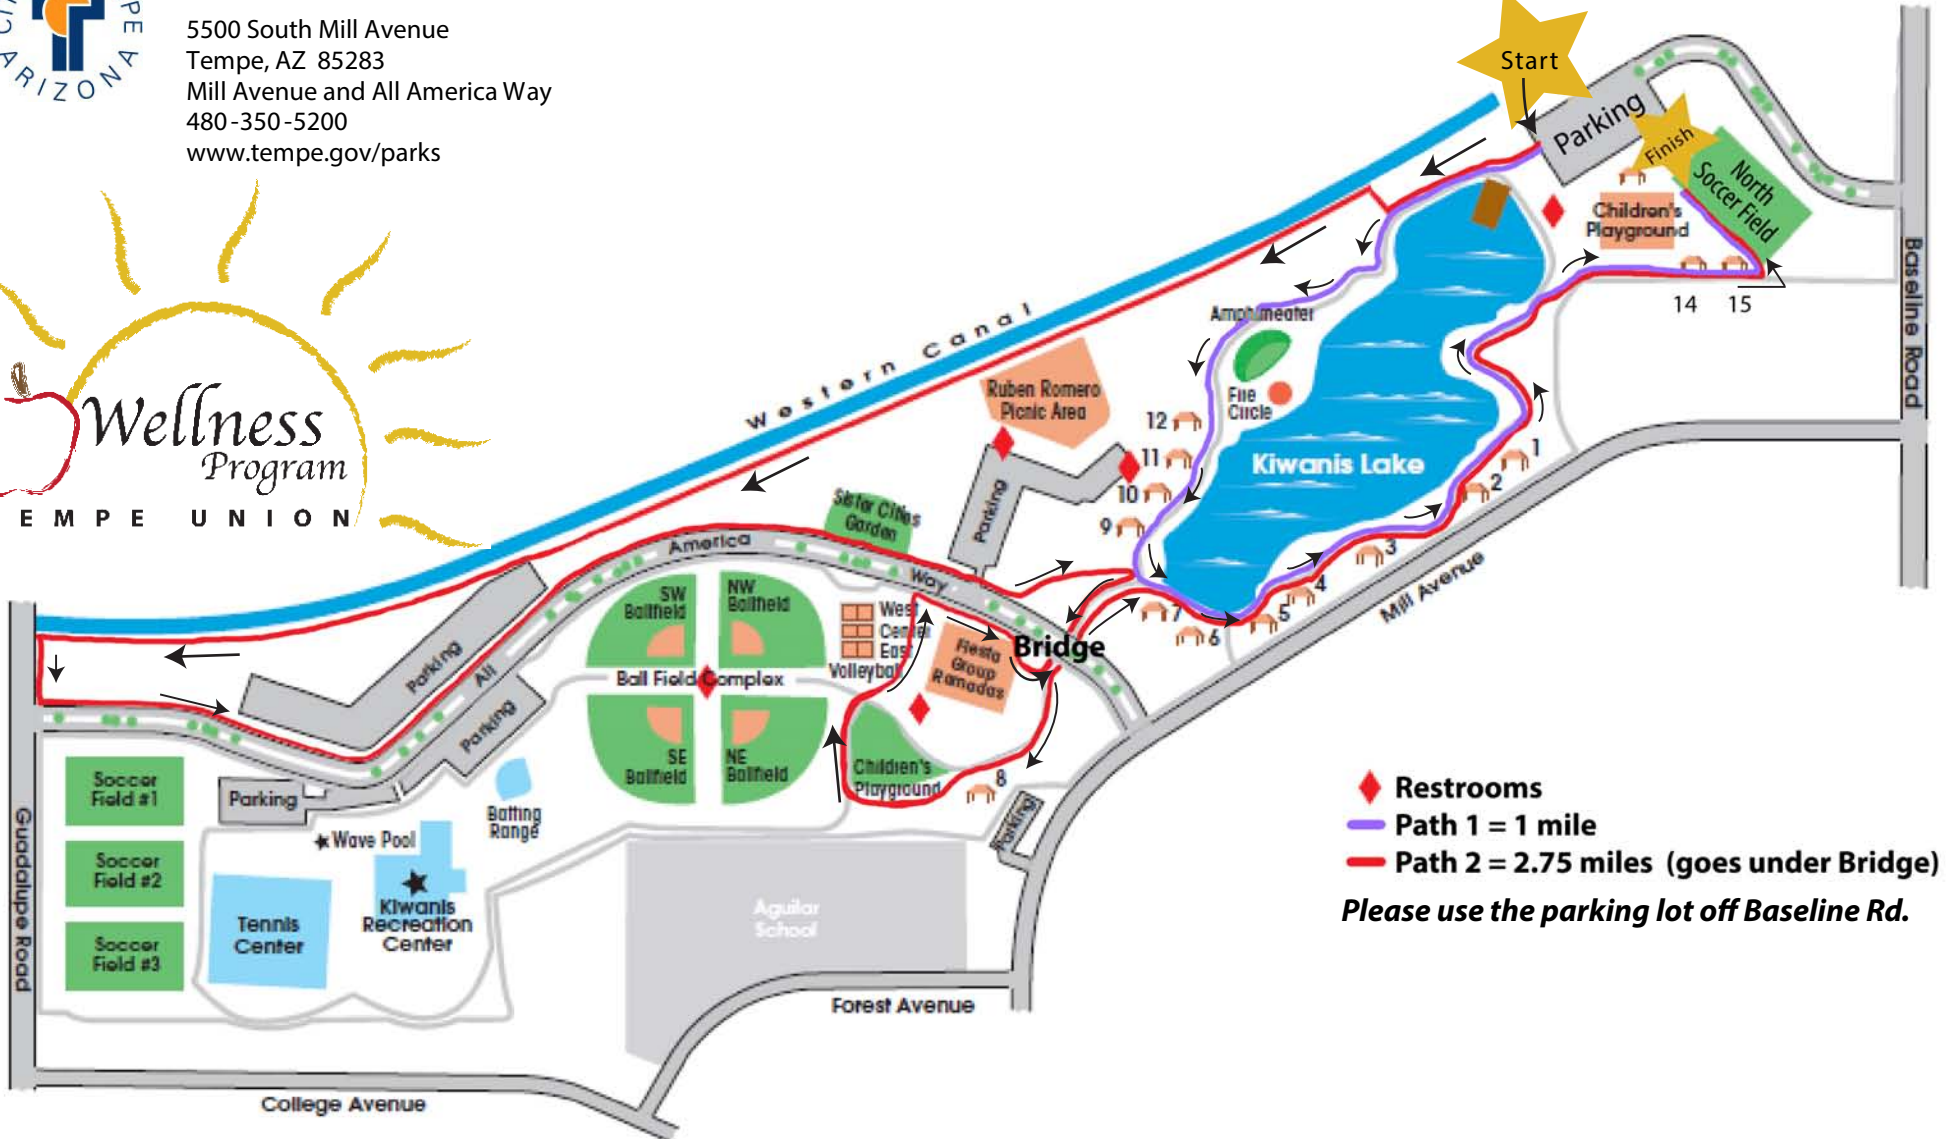 ARIZONA
PE
5500 South Mill Avenue
Tempe, AZ 85283
Mill Avenue and All America Way
480-350-5200
www.tempe.gov/parks
Wellness
Program
EMPE UNION
Start
Parking
Finish
North
Soccer Field
Children's
Playground
14 15
Baseline Road
Western Canal
Amphitheater
Fire
Circle
Ruben Romero
Picnic Area
12
11
10
9
Kiwanis Lake
1
2
3
4
5
6
7
Mill Avenue
Parking
Sister Cities
Garden
All America Way
SW
Ballfield
NW
Ballfield
West
Center
East
Volleyball
Ball Field Complex
SE
Ballfield
NE
Ballfield
Fiesta
Group
Ramadas
Bridge
Children's
Playground
8
Parking
Parking
Parking
Parking
Batting
Range
Wave Pool
Kiwanis
Recreation
Center
Tennis
Center
Soccer
Field #1
Soccer
Field #2
Soccer
Field #3
Guadalupe Road
Aguilar
School
Forest Avenue
College Avenue
Restrooms
Path 1 = 1 mile
Path 2 = 2.75 miles (goes under Bridge)
Please use the parking lot off Baseline Rd.